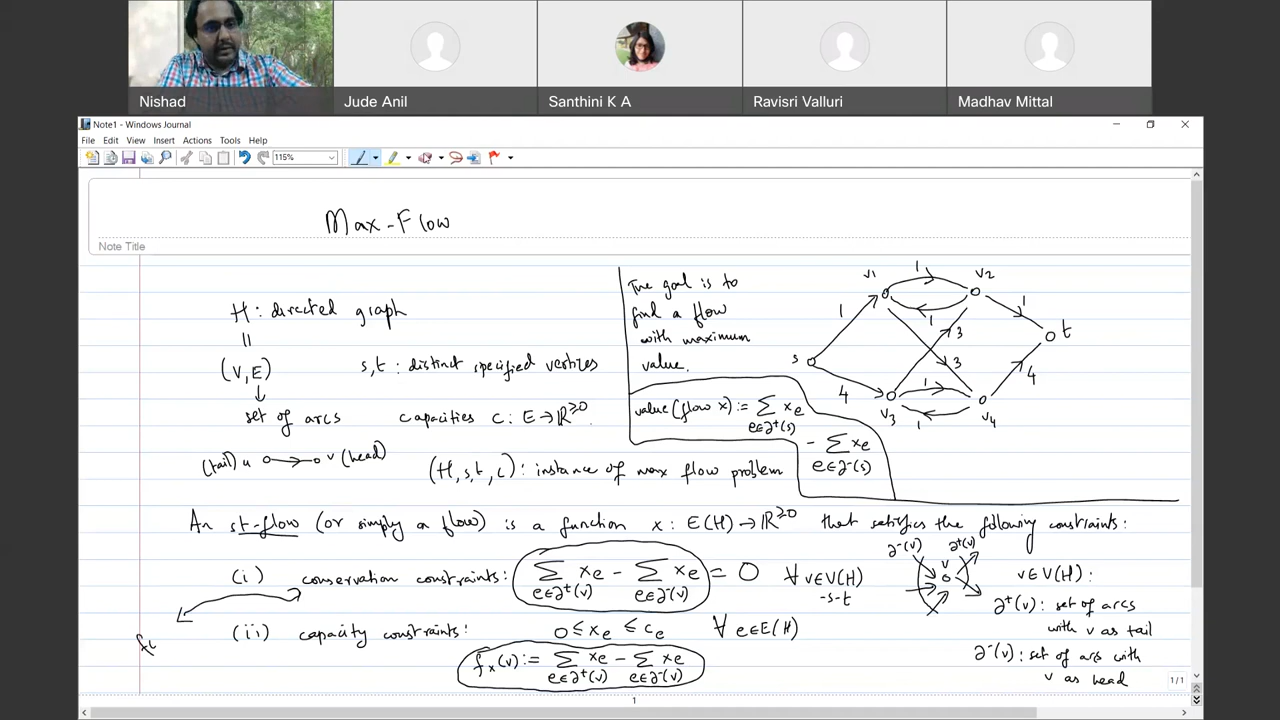 Nishad
Jude Anil
Santhini K A
Ravisri Valluri
Madhav Mittal
Note1 - Windows Journal
File Edit View Insert Actions Tools Help
115%
Max-Flow
Note Title
H: directed graph
||
(V,E)
s,t : distinct specified vertices
set of arcs
capacities c: E→ℝ≥0
(tail) u → v (head)
(H,s,t,c): instance of max flow problem
The goal is to
find a flow
with maximum
value.
value(flow x) := ∑ xe
e∈∂+(s)
- ∑ xe
e∈∂-(s)
v1 1 v2
1 1 1
3
s t
3
4 1 4
v3 1 v4
An st-flow (or simply a flow) is a function x: E(H)→ℝ≥0 that satisfies the following constraints:
(i) conservation constraints: ∑ xe - ∑ xe = 0 ∀ v∈V(H)
e∈∂+(v) e∈∂-(v) -s-t
(ii) capacity constraints: 0 ≤ xe ≤ ce ∀ e∈E(H)
fx(v) := ∑ xe - ∑ xe
e∈∂+(v) e∈∂-(v)
∂-(v) ∂+(v)
v
v∈V(H):
∂+(v): set of arcs
with v as tail
∂-(v): set of arc with
v as head
1/1
1